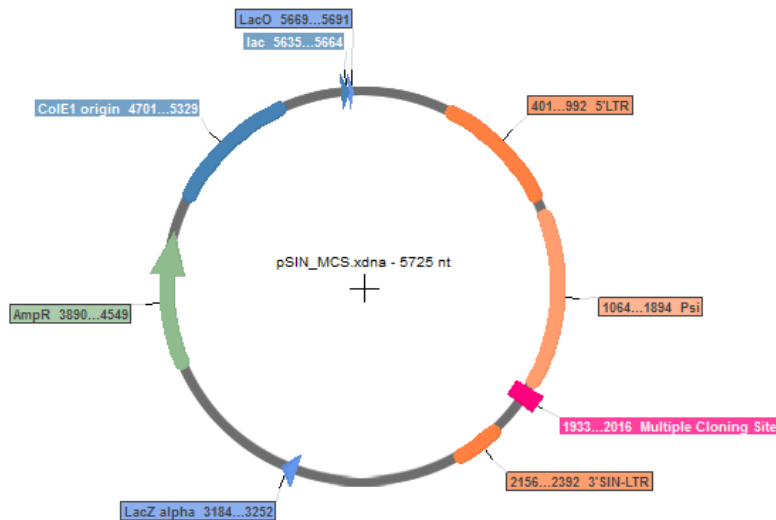 LacO 5669...5691
lac 5635...5664
ColE1 origin 4701...5329
401...992 5'LTR
pSIN_MCS.xdna - 5725 nt
AmpR 3890...4549
1064...1894 Psi
1933...2016 Multiple Cloning Site
2156...2392 3'SIN-LTR
LacZ alpha 3184...3252